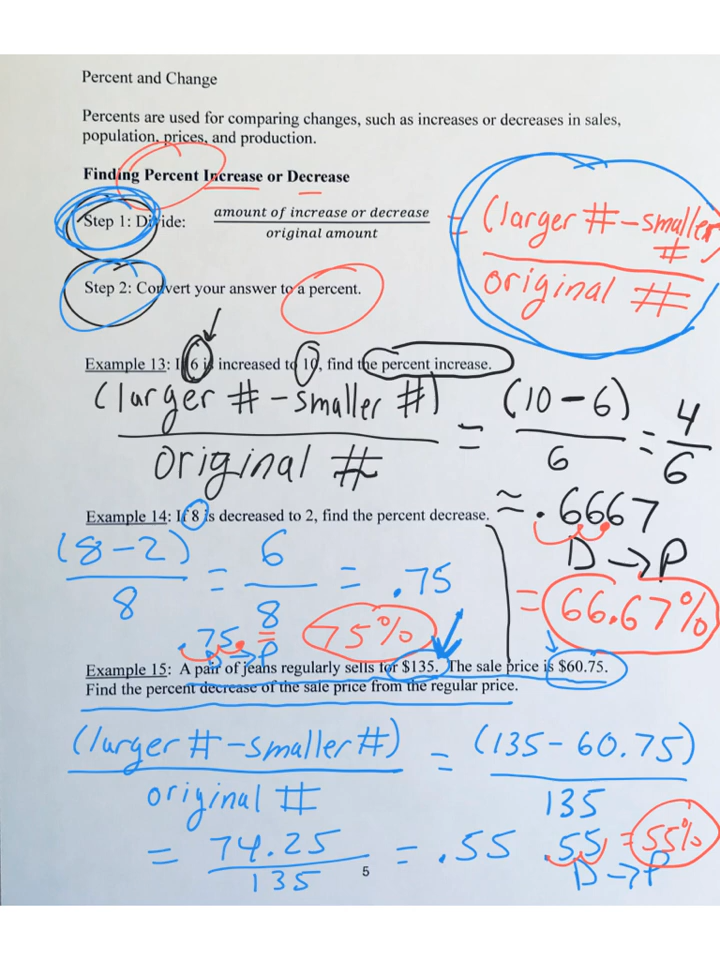 Percent and Change
Percents are used for comparing changes, such as increases or decreases in sales,
population, prices, and production.
Finding Percent Increase or Decrease
Step 1: Divide: amount of increase or decrease / original amount = (larger # - smaller #) / original #
Step 2: Convert your answer to a percent.
Example 13: If 6 is increased to 10, find the percent increase.
(larger # - smaller #) / original # = (10 - 6) / 6 = 4 / 6
≈ .6667
D → P
= 66.67%
Example 14: If 8 is decreased to 2, find the percent decrease.
(8 - 2) / 8 = 6 / 8 = .75
.75. 75%
D → P
Example 15: A pair of jeans regularly sells for $135. The sale price is $60.75.
Find the percent decrease of the sale price from the regular price.
(larger # - smaller #) / original # = (135 - 60.75) / 135
= 74.25 / 135 = .55 .55 = 55%
D → P
5